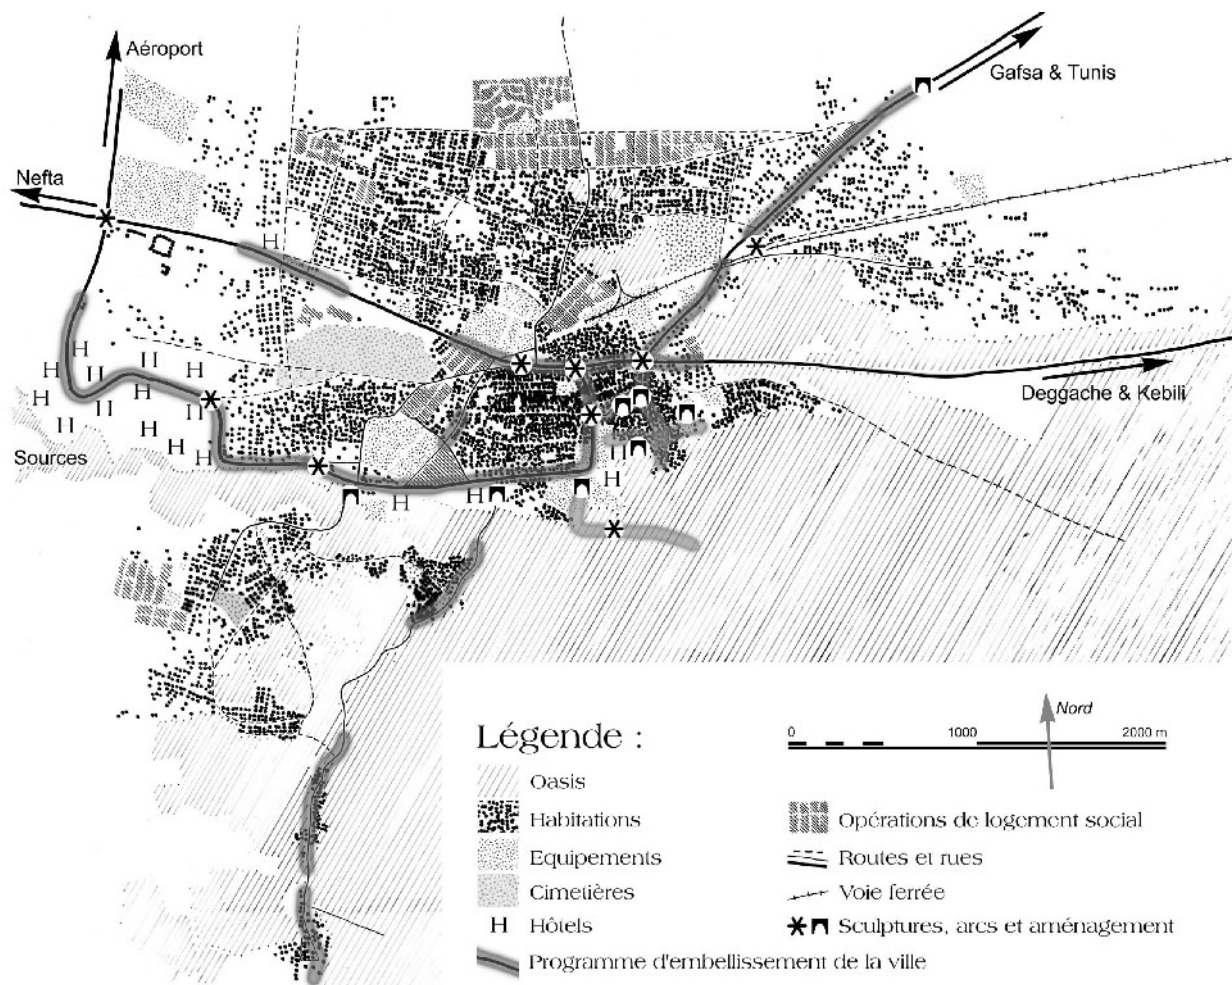 Aéroport
Gafsa & Tunis
Nefta
H
H
H
H
H
H
H
H
H
H
Deggache & Kebili
H
H
H
H
H
H
Sources
H
H
H
H
Nord
0 1000 2000 m
Légende :
Oasis
Habitations
Opérations de logement social
Equipements
Routes et rues
Cimetières
Voie ferrée
H Hôtels
Sculptures, arcs et aménagement
Programme d'embellissement de la ville